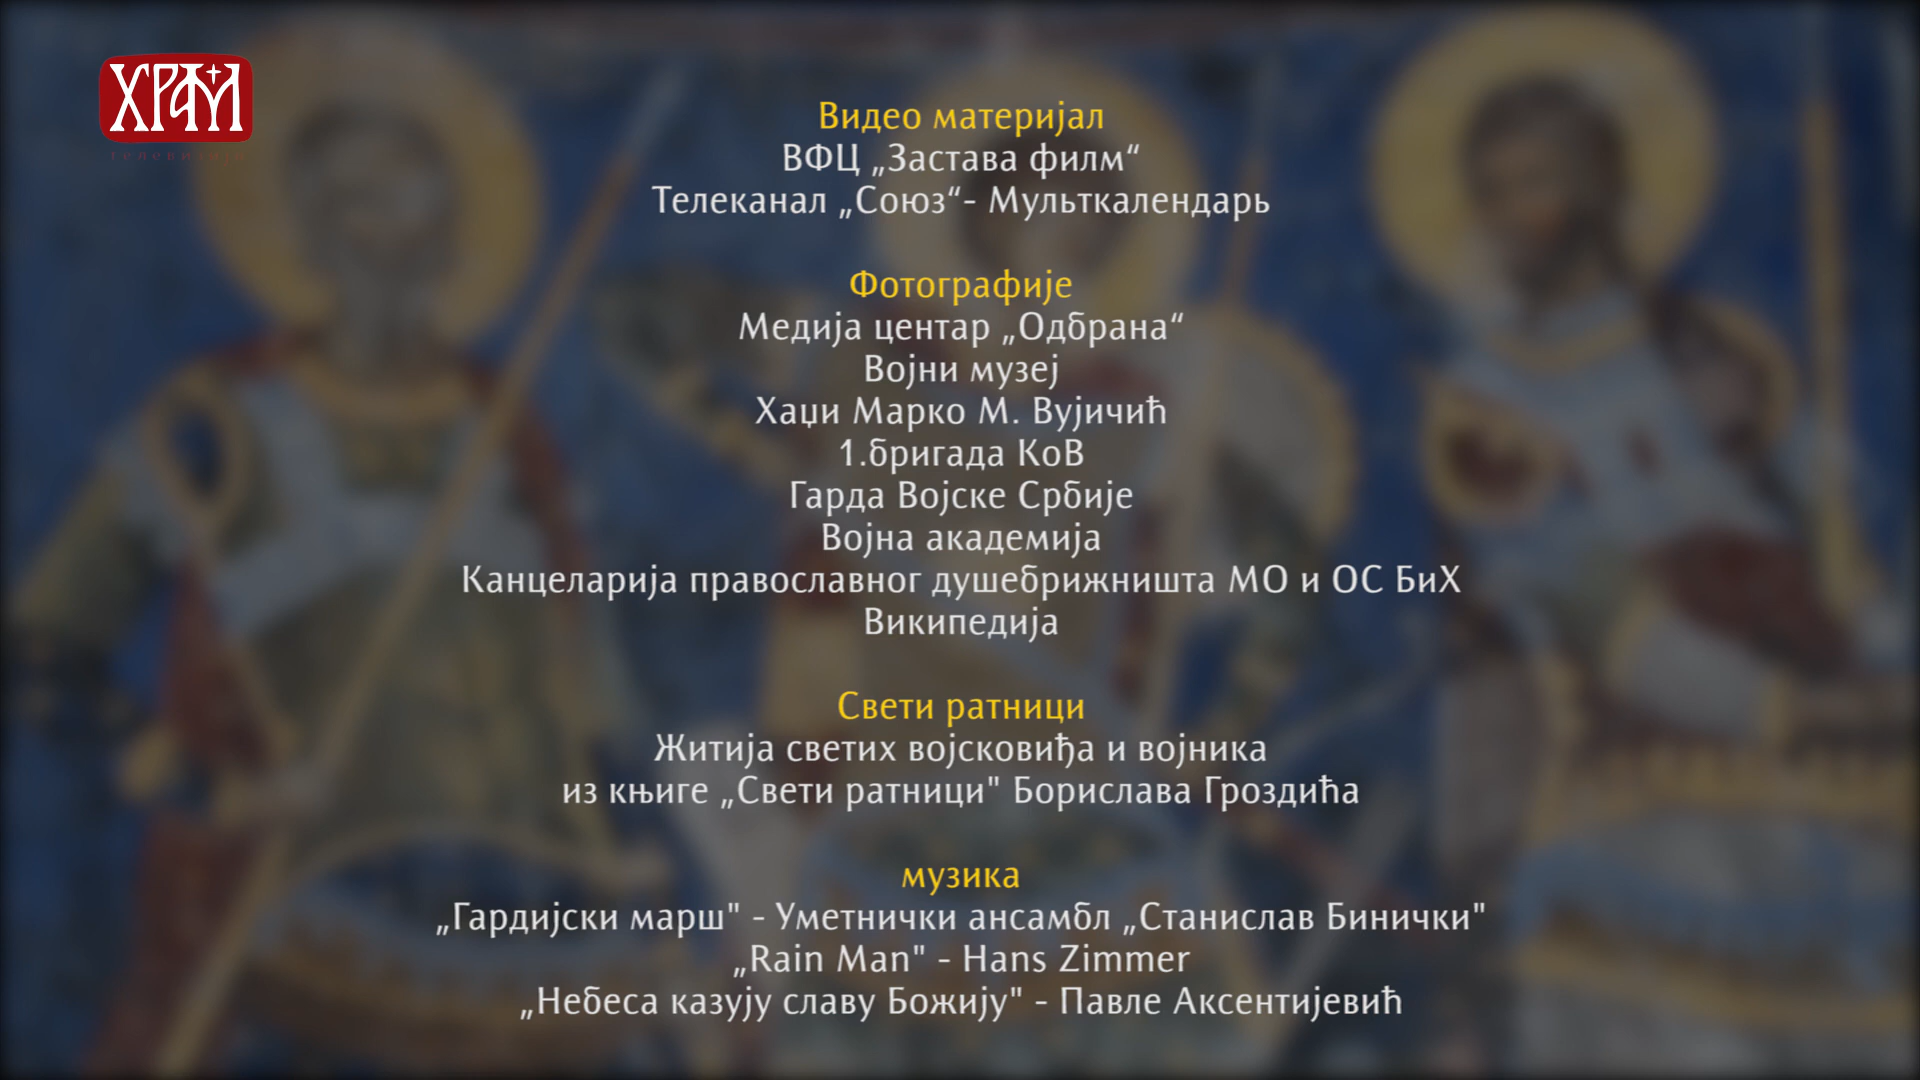 ХРАМ
телевизија
Видео материјал
ВФЦ „Застава филм“
Телеканал „Союз“- Мульткалендарь
Фотографије
Медија центар „Одбрана“
Војни музеј
Хаџи Марко М. Вујичић
1.бригада КоВ
Гарда Војске Србије
Војна академија
Канцеларија православног душебрижништа МО и ОС БиХ
Википедија
Свети ратници
Житија светих војсковиђа и војника
из књиге „Свети ратници" Борислава Гроздића
музика
„Гардијски марш" - Уметнички ансамбл „Станислав Бинички"
„Rain Man" - Hans Zimmer
„Небеса казују славу Божију" - Павле Аксентијевић